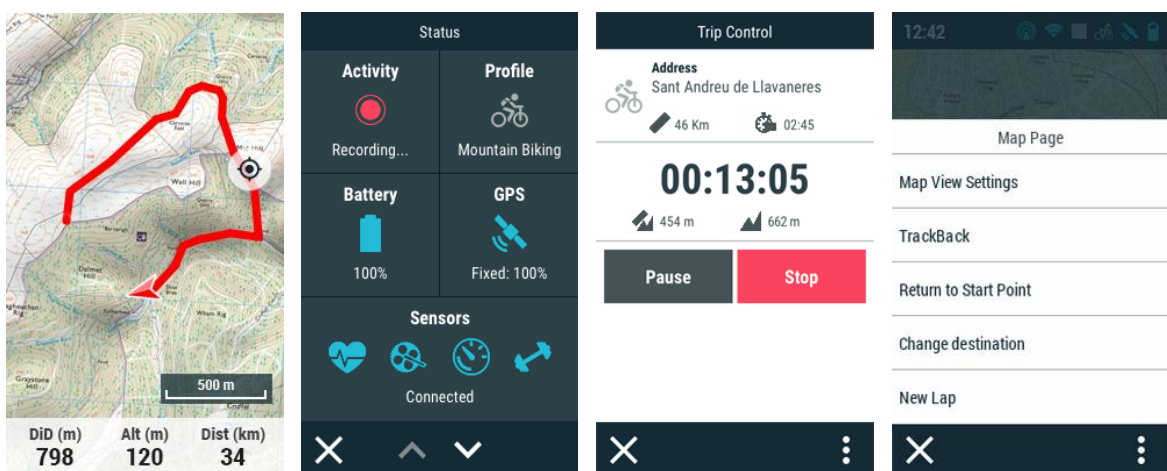 Well Hill
500 m
DiD (m) Alt (m) Dist (km)
798 120 34
Status
Activity Profile
Recording... Mountain Biking
Battery GPS
100% Fixed: 100%
Sensors
Connected
Trip Control
Address
Sant Andreu de Llavaneres
46 Km 02:45
00:13:05
454 m 662 m
Pause Stop
12:42
Map Page
Map View Settings
TrackBack
Return to Start Point
Change destination
New Lap